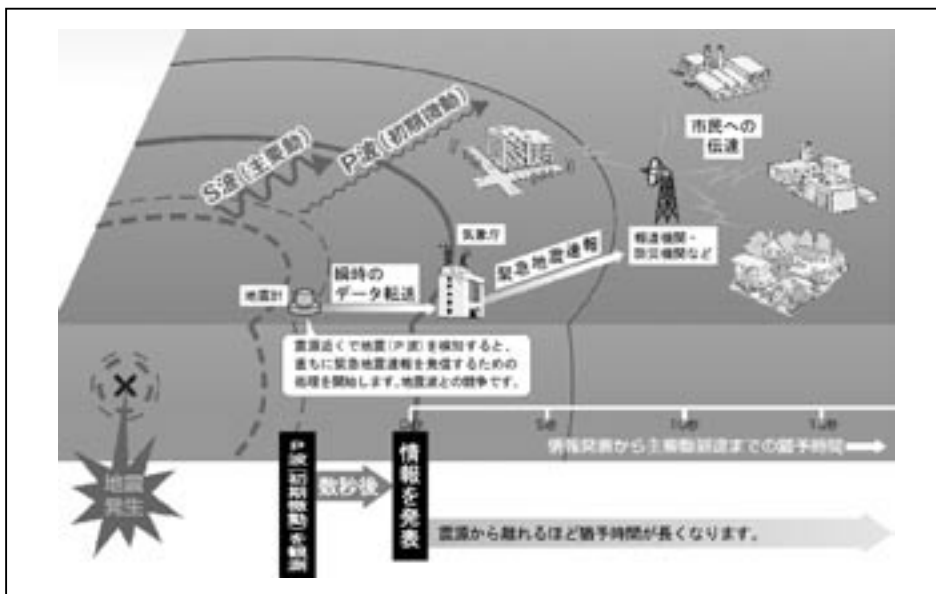 S波(主要動)
P波(初期微動)
市民への
伝達
気象庁
緊急地震速報
報道機関・
防災機関など
地震計
瞬時の
データ転送
震源近くで地震(P波)を検知すると、
直ちに緊急地震速報を発信するための
処理を開始します。地震波との競争です。
0秒
5秒
10秒
15秒
情報発表から主要動到達までの猶予時間
地震
発生
P波(初期微動)を観測
数秒後
情報を発表
震源から離れるほど猶予時間が長くなります。